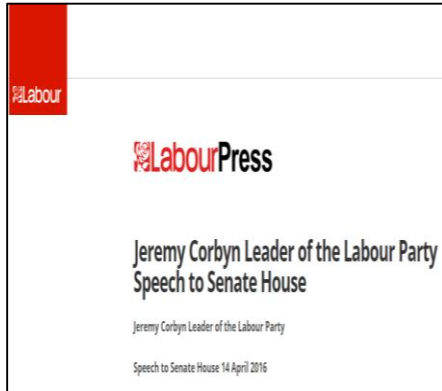 Labour
LabourPress
Jeremy Corbyn Leader of the Labour Party
Speech to Senate House
Jeremy Corbyn Leader of the Labour Party
Speech to Senate House 14 April 2016